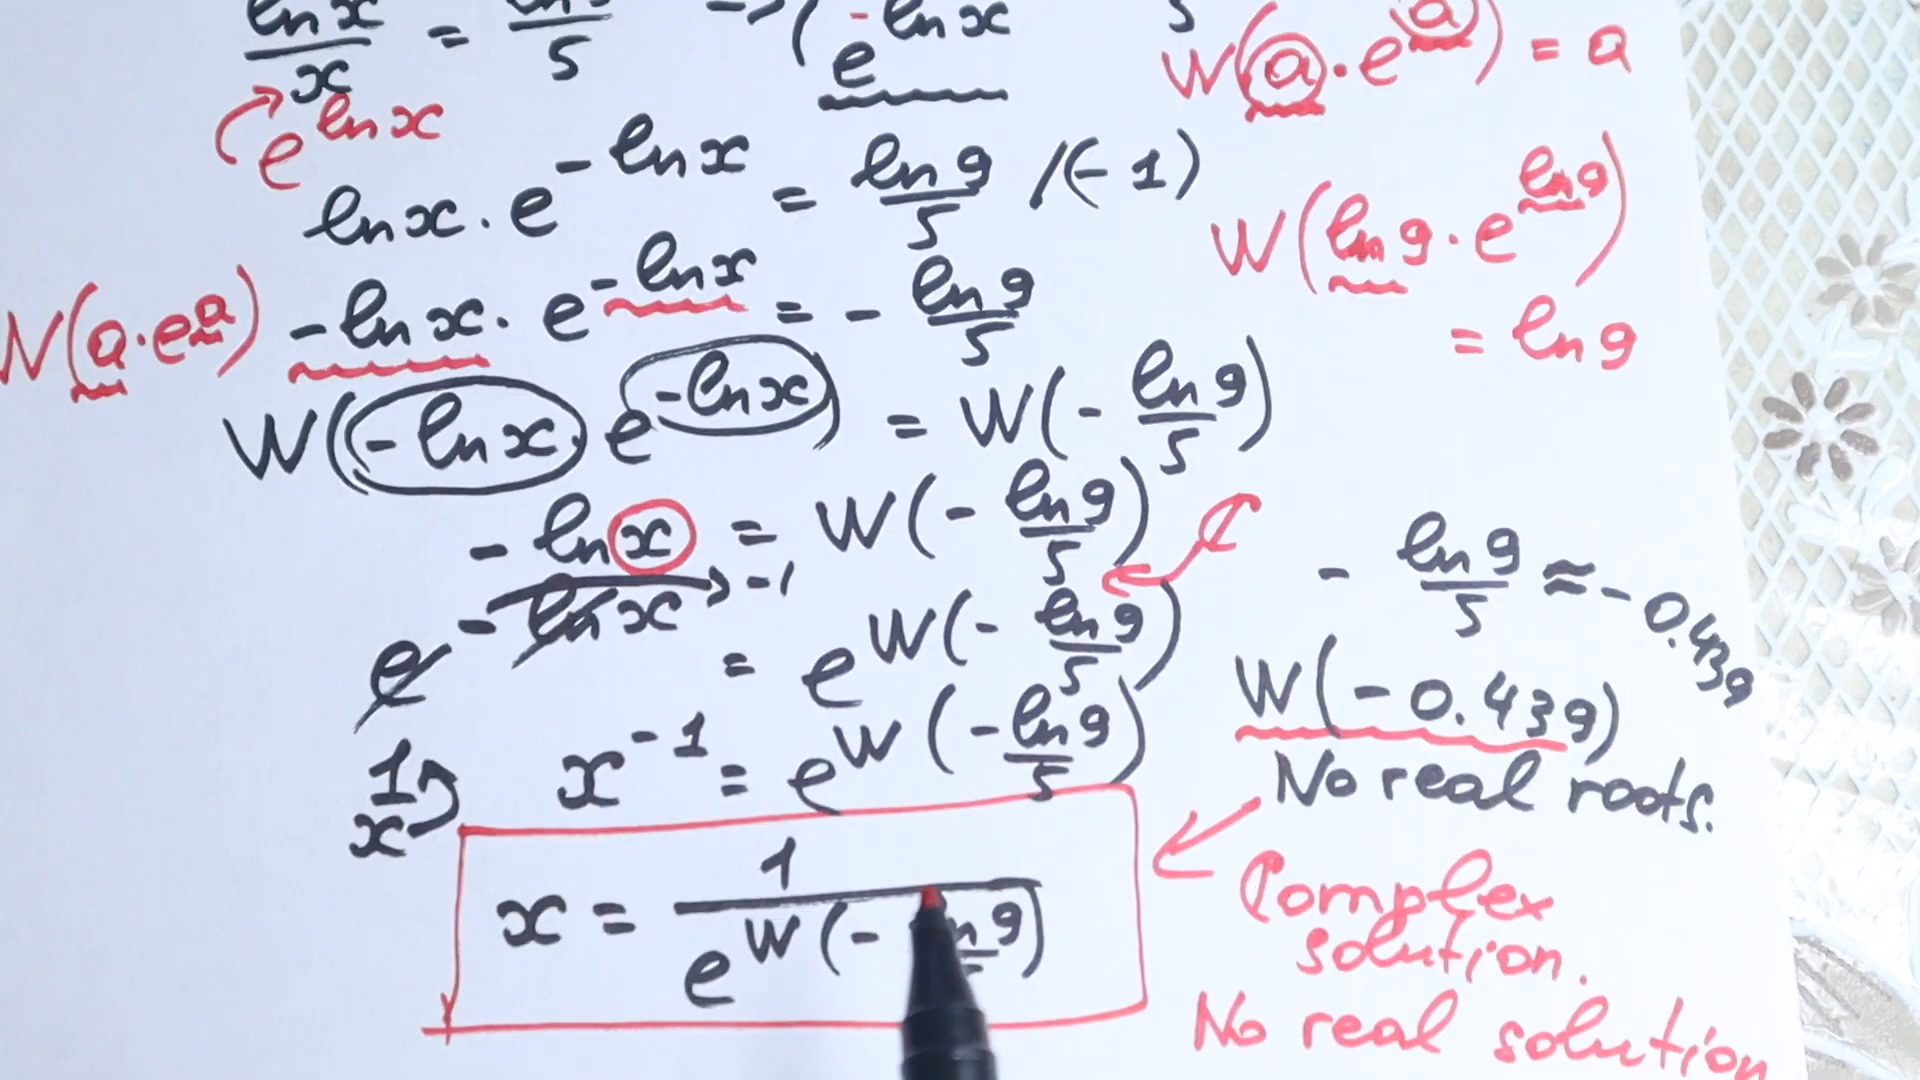 ln x / x = / 5 → ( e^(-ln x) 5
e^(ln x)
W(a · e^a) = a
ln x · e^(-ln x) = ln 9 / 5 /(-1)
W(ln 9 · e^(ln 9))
= ln 9
W(a · e^a) -ln x · e^(-ln x) = - ln 9 / 5
W(-ln x · e^(-ln x)) = W(- ln 9 / 5)
-ln x = W(- ln 9 / 5) ℂ
e^(-ln x) → -1 = e^(W(- ln 9 / 5))
- ln 9 / 5 ≈ -0.439
W(-0.439)
No real roots.
1/x x^(-1) = e^(W(- ln 9 / 5))
x = 1 / e^(W(- n 9 / ))
Complex
solution.
No real solution